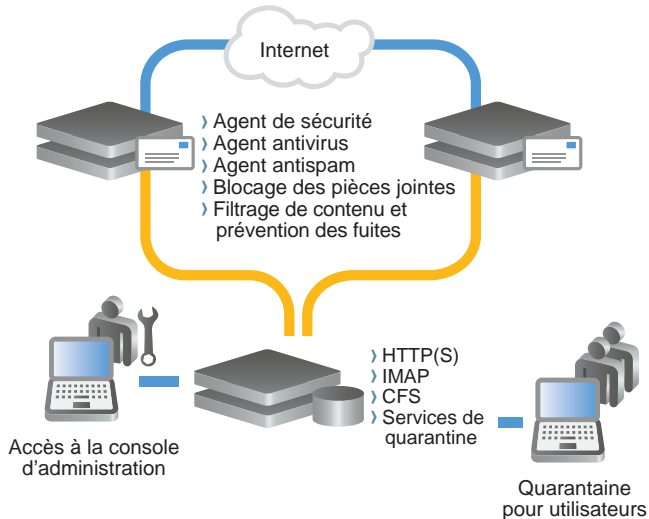 Internet
⟩ Agent de sécurité
⟩ Agent antivirus
⟩ Agent antispam
⟩ Blocage des pièces jointes
⟩ Filtrage de contenu et
prévention des fuites
⟩ HTTP(S)
⟩ IMAP
⟩ CFS
⟩ Services de
quarantine
Accès à la console
d'administration
Quarantaine
pour utilisateurs